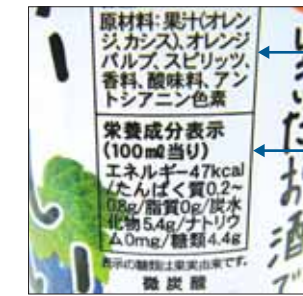 原材料:果汁(オレン
ジ、カシス)、オレンジ
パルプ、スピリッツ、
香料、酸味料、アン
トシアニン色素
栄養成分表示
(100mℓ当り)
エネルギー47kcal
/たんぱく質0.2~
0.8g/脂質0g/炭水
化物5.4g/ナトリウ
ム0mg/糖類4.4g
表示の糖類は果実由来です。
微炭酸
お酒